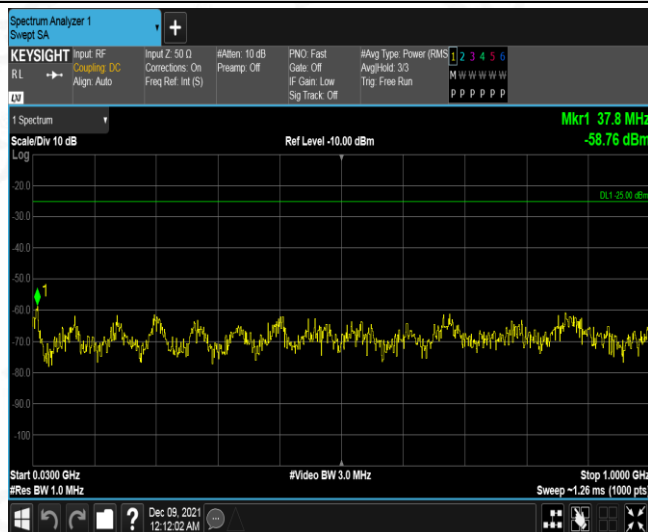 Spectrum Analyzer 1
Swept SA
KEYSIGHT
RL
LXI
Input: RF
Coupling: DC
Align: Auto
Input Z: 50 Ω
Corrections: On
Freq Ref: Int (S)
#Atten: 10 dB
Preamp: Off
PNO: Fast
Gate: Off
IF Gain: Low
Sig Track: Off
#Avg Type: Power (RMS
Avg|Hold: 3/3
Trig: Free Run
1 2 3 4 5 6
M W W W W W
P P P P P P
1 Spectrum
Scale/Div 10 dB
Ref Level -10.00 dBm
Mkr1 37.8 MHz
-58.76 dBm
Log
DL1 -25.00 dBm
-20.0
-30.0
-40.0
-50.0
1
-60.0
-70.0
-80.0
-90.0
-100
Start 0.0300 GHz
#Video BW 3.0 MHz
Stop 1.0000 GHz
#Res BW 1.0 MHz
Sweep ~1.26 ms (1000 pts)
?
Dec 09, 2021
12:12:02 AM